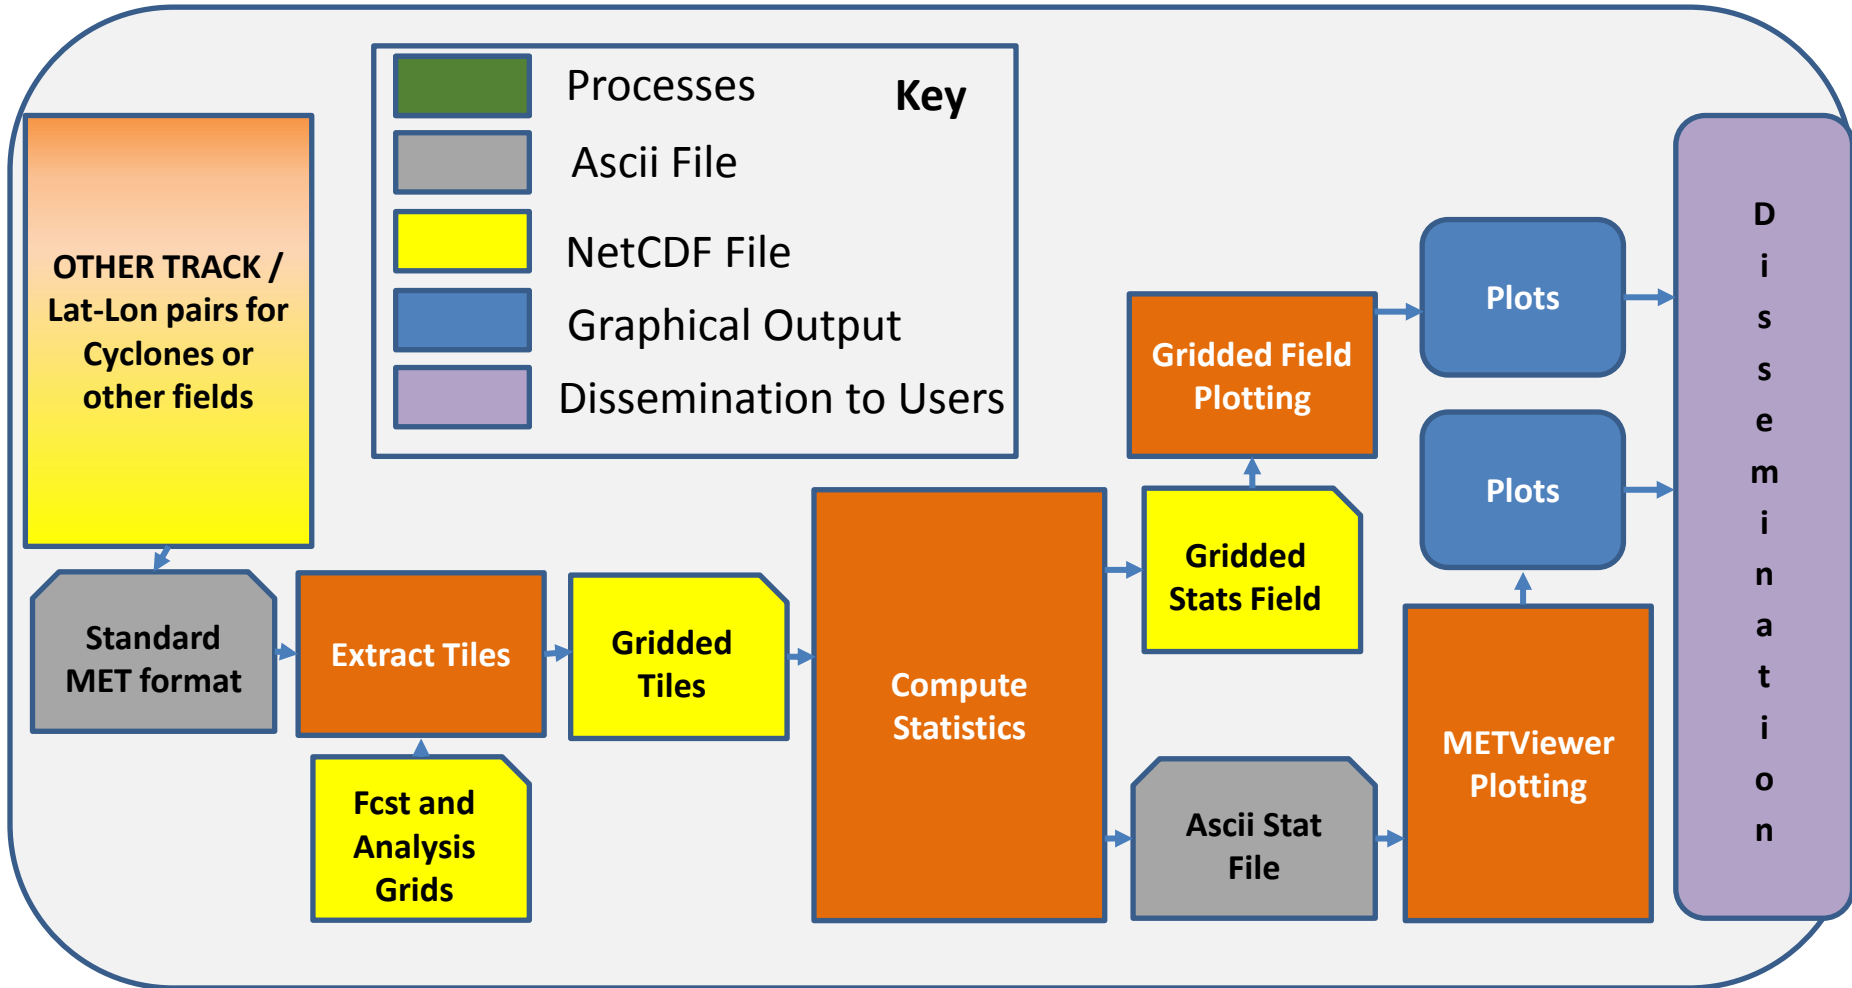 Key
Processes
Ascii File
NetCDF File
Graphical Output
Dissemination to Users
OTHER TRACK /
Lat-Lon pairs for
Cyclones or
other fields
Standard
MET format
Extract Tiles
Fcst and
Analysis
Grids
Gridded
Tiles
Compute
Statistics
Gridded
Stats Field
Gridded Field
Plotting
Plots
Ascii Stat
File
METViewer
Plotting
Plots
D
i
s
s
e
m
i
n
a
t
i
o
n